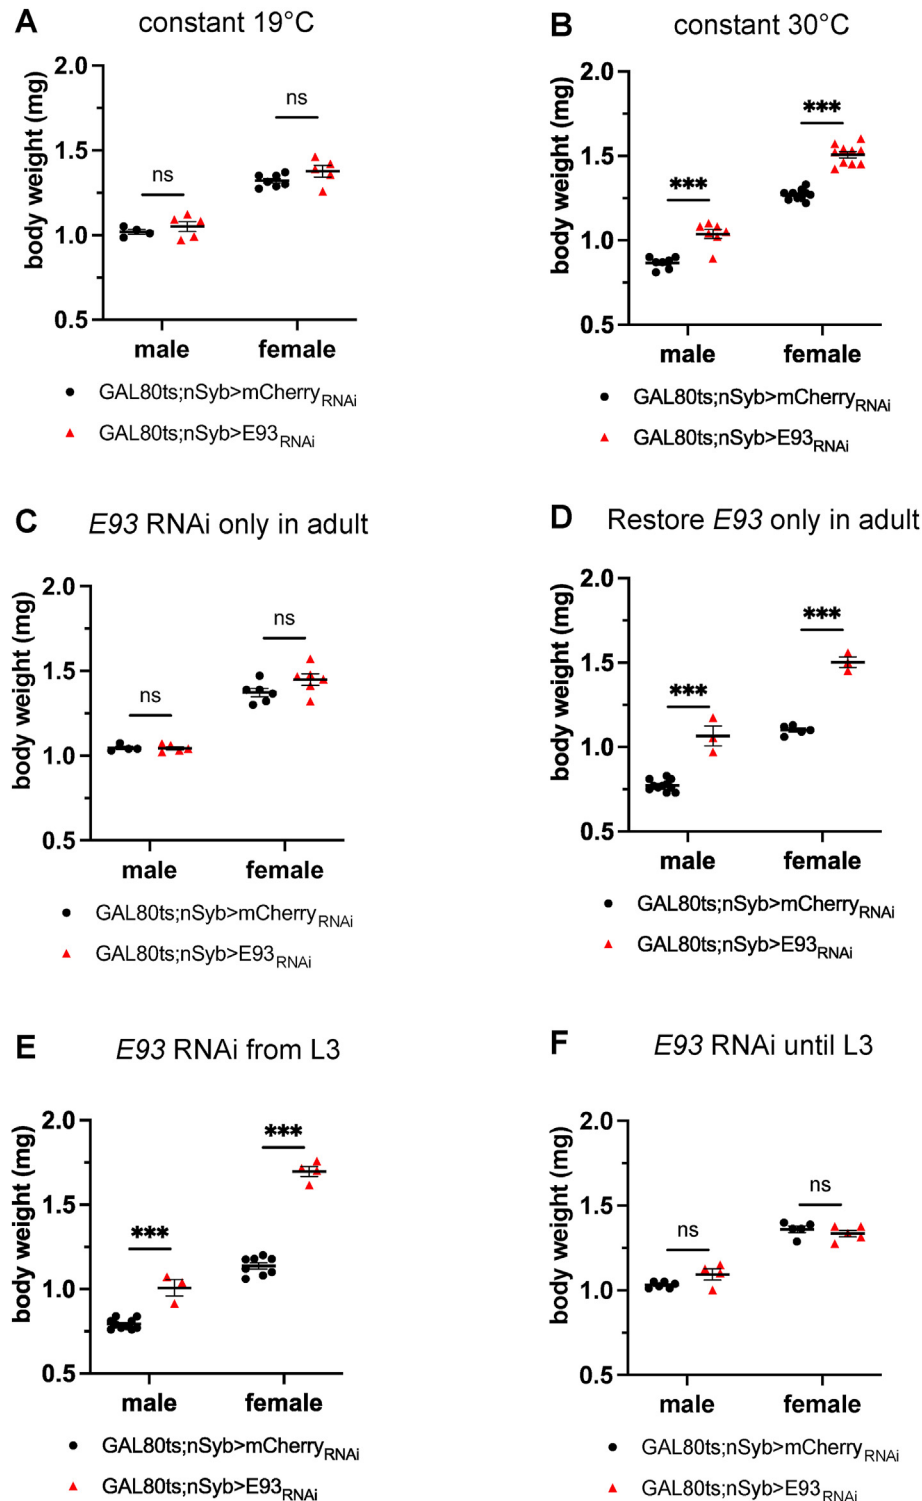 A
constant 19°C
body weight (mg)
2.0
1.5
1.0
0.5
ns
ns
male
female
GAL80ts;nSyb>mCherryRNAi
GAL80ts;nSyb>E93RNAi
B
constant 30°C
body weight (mg)
2.0
1.5
1.0
0.5
***
***
male
female
GAL80ts;nSyb>mCherryRNAi
GAL80ts;nSyb>E93RNAi
C
E93 RNAi only in adult
body weight (mg)
2.0
1.5
1.0
0.5
ns
ns
male
female
GAL80ts;nSyb>mCherryRNAi
GAL80ts;nSyb>E93RNAi
D
Restore E93 only in adult
body weight (mg)
2.0
1.5
1.0
0.5
***
***
male
female
GAL80ts;nSyb>mCherryRNAi
GAL80ts;nSyb>E93RNAi
E
E93 RNAi from L3
body weight (mg)
2.0
1.5
1.0
0.5
***
***
male
female
GAL80ts;nSyb>mCherryRNAi
GAL80ts;nSyb>E93RNAi
F
E93 RNAi until L3
body weight (mg)
2.0
1.5
1.0
0.5
ns
ns
male
female
GAL80ts;nSyb>mCherryRNAi
GAL80ts;nSyb>E93RNAi